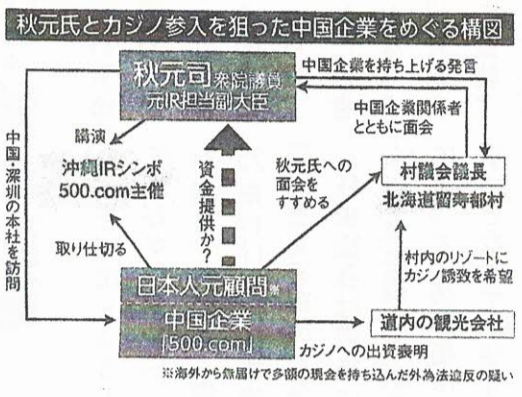 秋元氏とカジノ参入を狙った中国企業をめぐる構図
秋元司 衆院議員
元IR担当副大臣
中国企業を持ち上げる発言
中国企業関係者
とともに面会
講演
沖縄IRシンポ
500.com主催
資金提供か?
秋元氏への
面会を
すすめる
村議会議長
北海道留寿都村
中国・深圳の本社を訪問
取り仕切る
村内のリゾートに
カジノ誘致を希望
日本人元顧問※
中国企業
「500.com」
道内の観光会社
カジノへの出資表明
※海外から無届けで多額の現金を持ち込んだ外為法違反の疑い